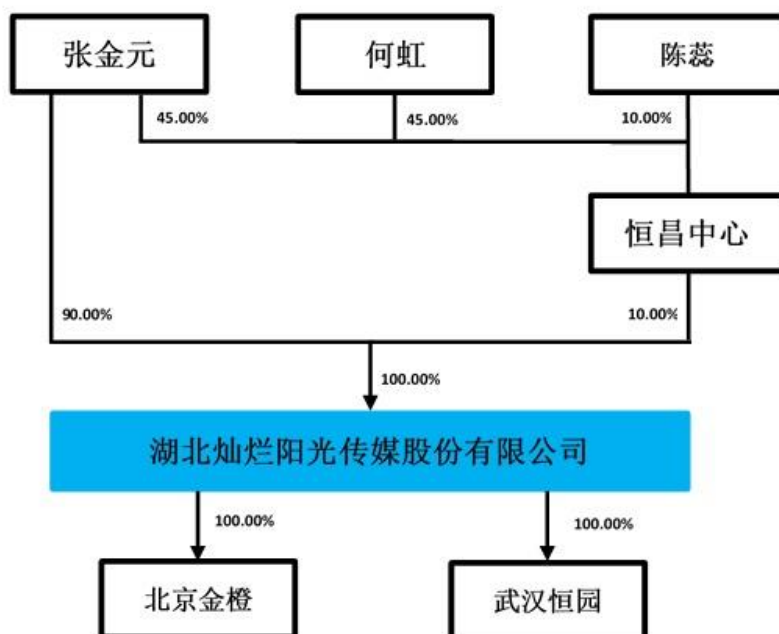 张金元
何虹
陈蕊
45.00%
45.00%
10.00%
恒昌中心
90.00%
10.00%
100.00%
湖北灿烂阳光传媒股份有限公司
100.00%
100.00%
北京金橙
武汉恒园